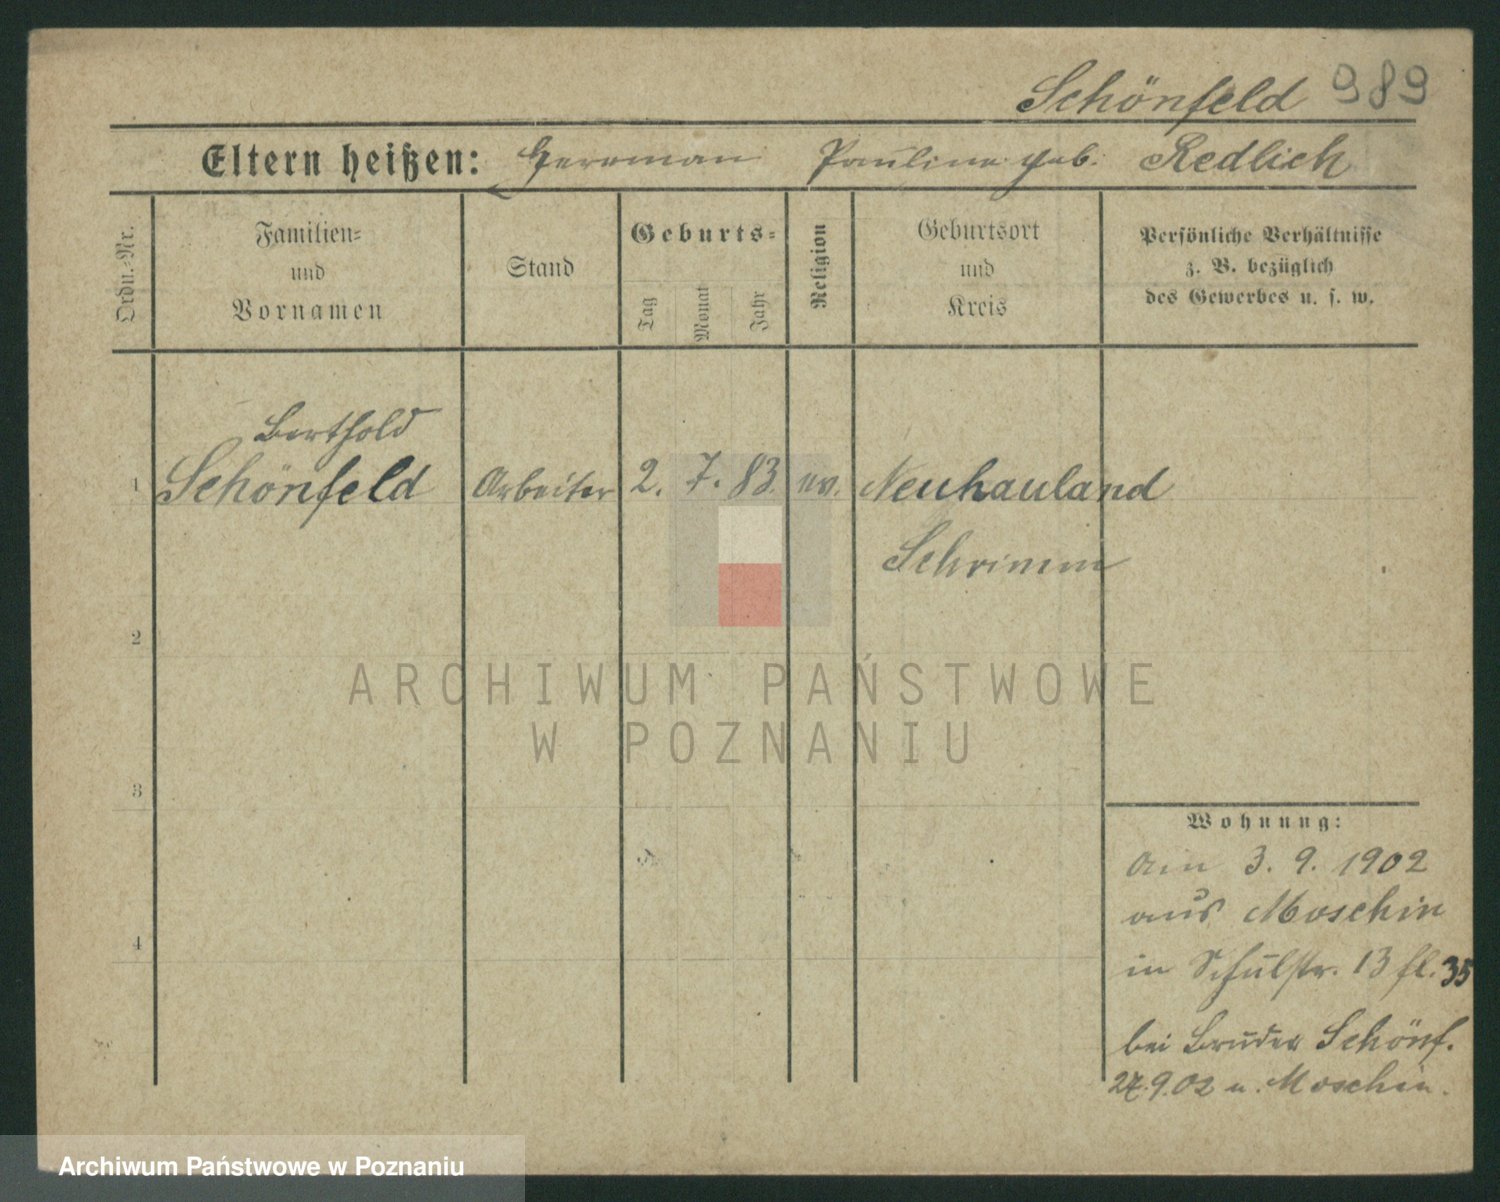 Schönfeld 989
Eltern heißen: Herrman Pauline geb. Redlich
Ordn.-Nr.
Familien-
und
Vornamen
Stand
Geburts-
Tag
Monat
Jahr
Religion
Geburtsort
und
Kreis
Persönliche Verhältnisse
z. B. bezüglich
des Gewerbes u. s. w.
Berthold
1 Schönfeld Arbeiter 2. 7. 83. ev. Neuhauland
Schrimm
2
ARCHIWUM PAŃSTWOWE
W POZNANIU
3
Wohnung:
Am 3. 9. 1902
aus Moschin
in Schulstr. 13 fl. 35
4
bei Bruder Schönf.
27.9.02 n. Moschin.
Archiwum Państwowe w Poznaniu